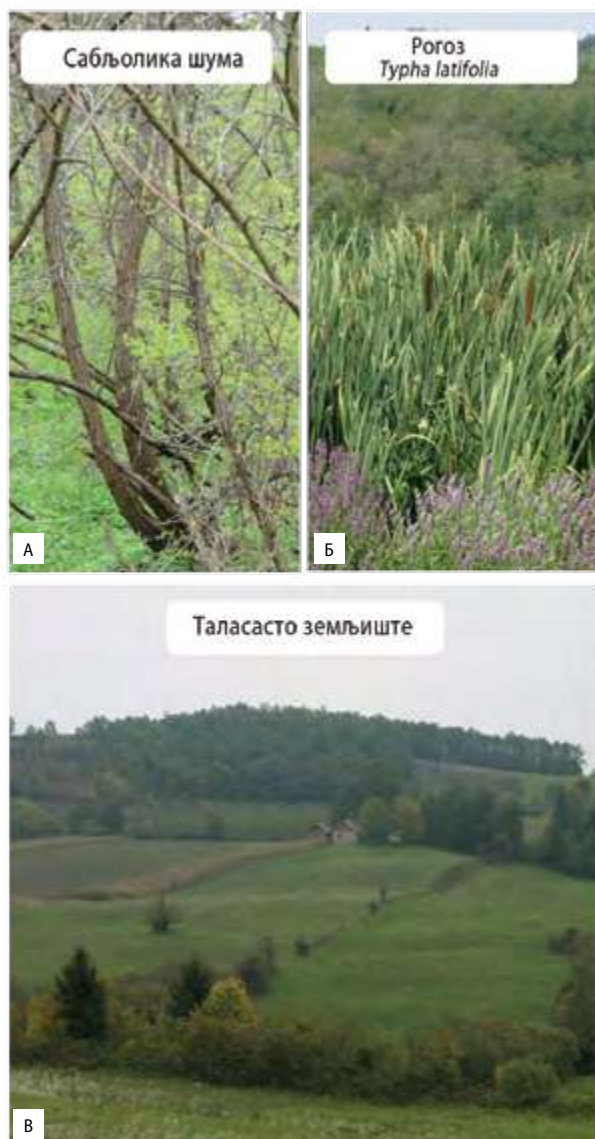 Сабљолика шума
Рогоз
Typha latifolia
А
Б
Таласасто земљиште
В